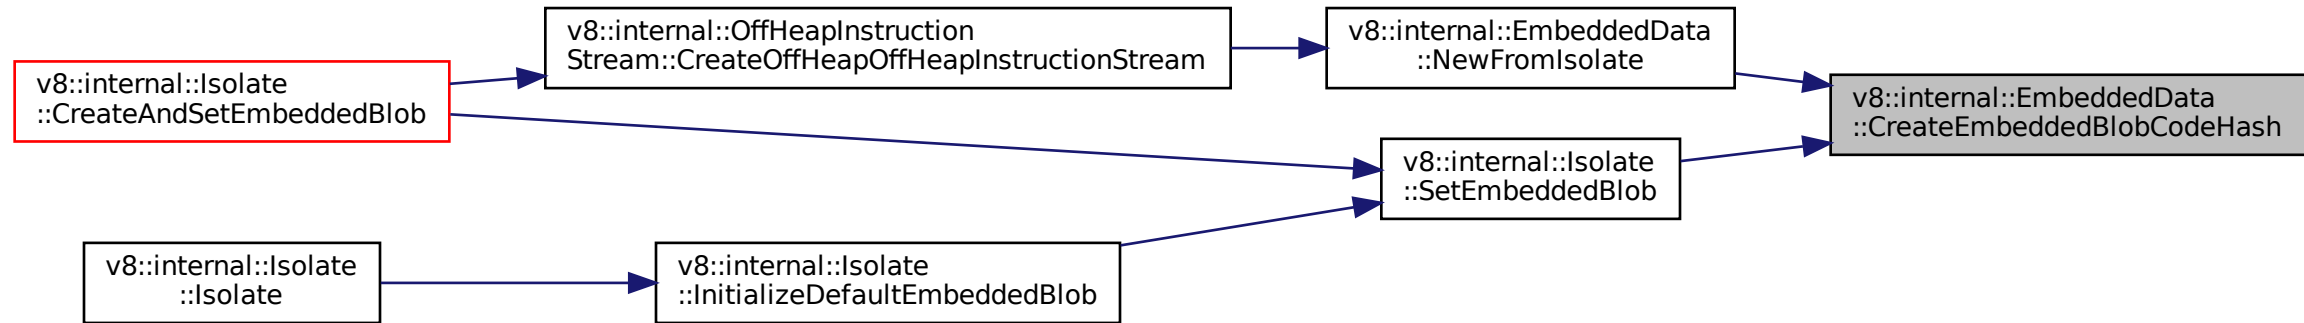 v8::internal::OffHeapInstruction
Stream::CreateOffHeapOffHeapInstructionStream
v8::internal::EmbeddedData
::NewFromIsolate
v8::internal::Isolate
::CreateAndSetEmbeddedBlob
v8::internal::EmbeddedData
::CreateEmbeddedBlobCodeHash
v8::internal::Isolate
::SetEmbeddedBlob
v8::internal::Isolate
::Isolate
v8::internal::Isolate
::InitializeDefaultEmbeddedBlob